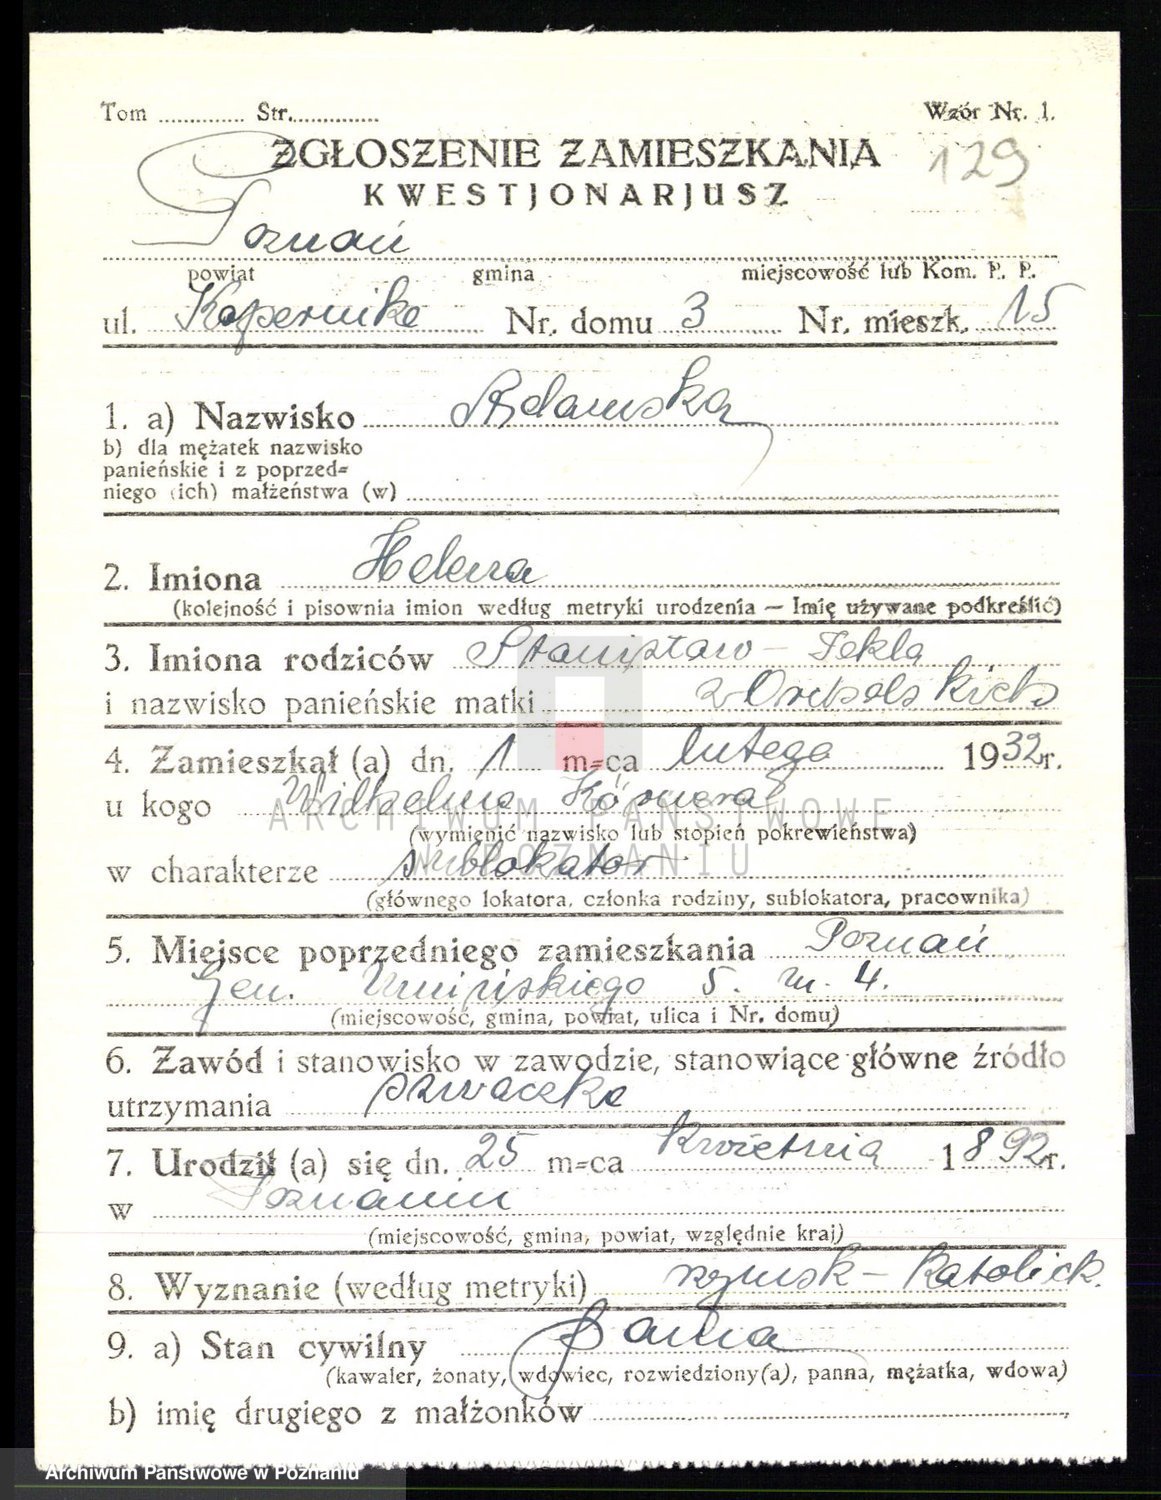 Tom .............. Str...............
Wzór Nr. 1.
ZGŁOSZENIE ZAMIESZKANIA
129
KWESTJONARJUSZ
Poznań
powiat gmina miejscowość lub Kom. P. P.
ul. Kopernika Nr. domu 3 Nr. mieszk. 15
1. a) Nazwisko Adamska
b) dla mężatek nazwisko
panieńskie i z poprzed=
niego (ich) małżeństwa (w)
2. Imiona Helena
(kolejność i pisownia imion według metryki urodzenia — Imię używane podkreślić)
3. Imiona rodziców Stanisław - Tekla
i nazwisko panieńskie matki z
4. Zamieszkał (a) dn. 1 m=ca lutego 1932 r.
u kogo Wilhelma Körnera
ARCHIWUM PAŃSTWOWE
(wymienić nazwisko lub stopień pokrewieństwa)
W POZNANIU
w charakterze sublokator
(głównego lokatora, członka rodziny, sublokatora, pracownika)
5. Miejsce poprzedniego zamieszkania Poznań
Gen. Umińskiego 5. m. 4.
(miejscowość, gmina, powiat, ulica i Nr. domu)
6. Zawód i stanowisko w zawodzie, stanowiące główne źródło
utrzymania szwaczka
7. Urodził (a) się dn. 25 m=ca kwietnia 1892 r.
w Poznaniu
(miejscowość, gmina, powiat, względnie kraj)
8. Wyznanie (według metryki) rzymsk-katolick.
9. a) Stan cywilny panna
(kawaler, żonaty, wdowiec, rozwiedziony(a), panna, mężatka, wdowa)
b) imię drugiego z małżonków
Archiwum Państwowe w Poznaniu